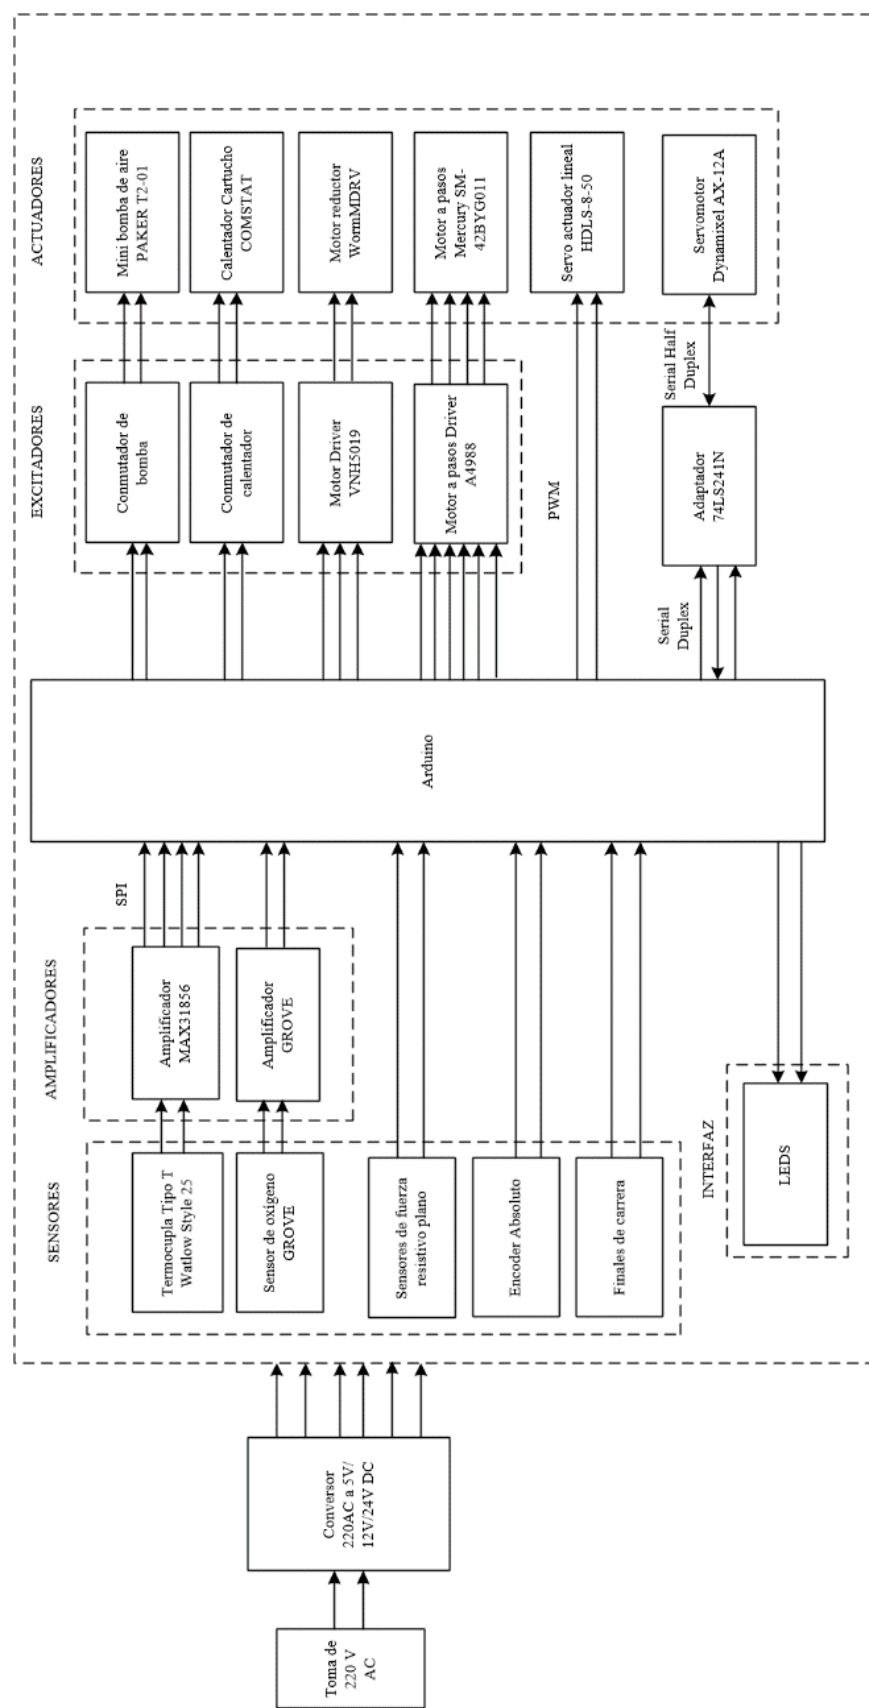 Toma de
220 V
AC
Conversor
220AC a 5V/
12V/24V DC
SENSORES
Termocupla Tipo T
Watlow Style 25
Sensor de oxígeno
GROVE
Sensores de fuerza
resistivo plano
Encoder Absoluto
Finales de carrera
AMPLIFICADORES
Amplificador
MAX31856
Amplificador
GROVE
SPI
INTERFAZ
LEDS
Arduino
EXCITADORES
Conmutador de
bomba
Conmutador de
calentador
Motor Driver
VNH5019
Motor a pasos Driver
A4988
PWM
Serial
Duplex
Adaptador
74LS241N
Serial Half
Duplex
ACTUADORES
Mini bomba de aire
PAKER T2-01
Calentador Cartucho
COMSTAT
Motor reductor
WormMDRV
Motor a pasos
Mercury SM-
42BYG011
Servo actuador lineal
HDLS-8-50
Servomotor
Dynamixel AX-12A